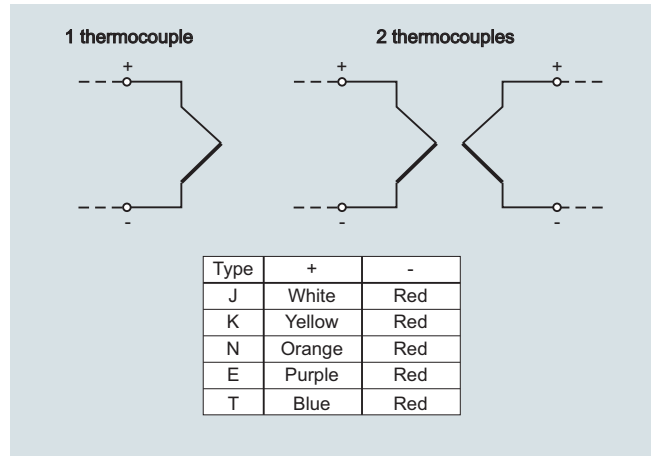 1 thermocouple
2 thermocouples
+ + +
- - -
Type + -
J White Red
K Yellow Red
N Orange Red
E Purple Red
T Blue Red